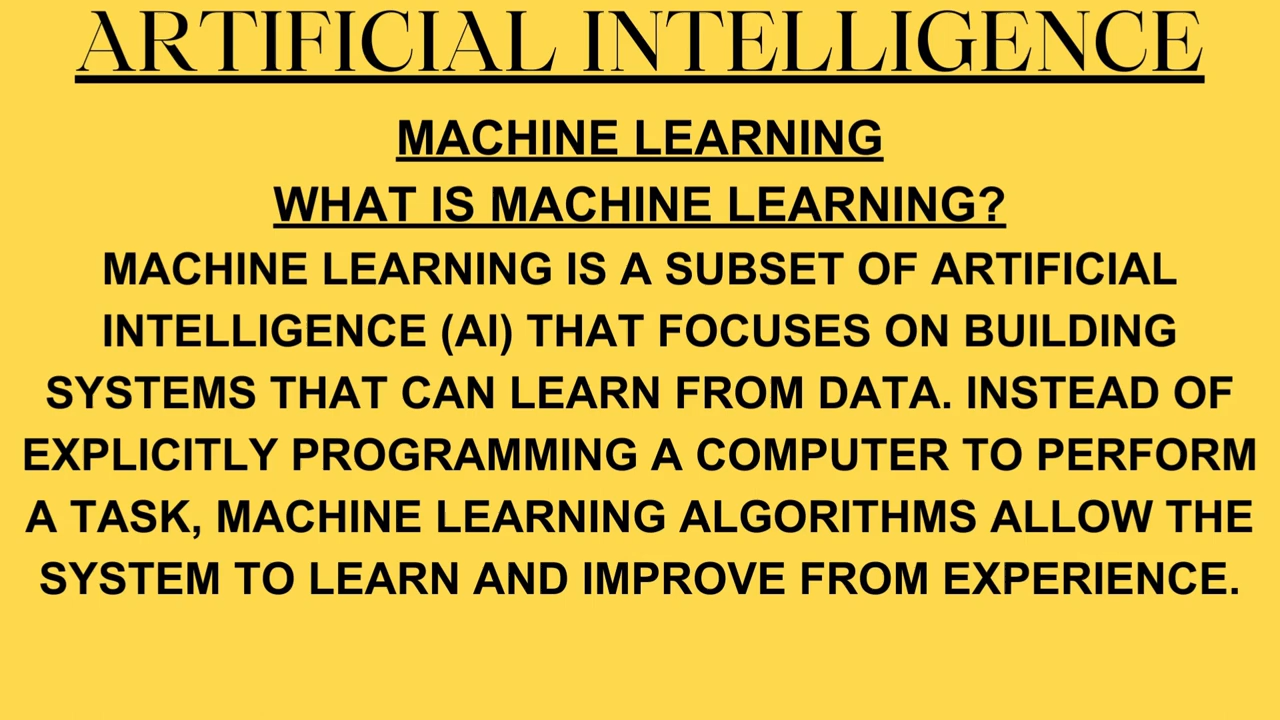 ARTIFICIAL INTELLIGENCE
MACHINE LEARNING
WHAT IS MACHINE LEARNING?
MACHINE LEARNING IS A SUBSET OF ARTIFICIAL
INTELLIGENCE (AI) THAT FOCUSES ON BUILDING
SYSTEMS THAT CAN LEARN FROM DATA. INSTEAD OF
EXPLICITLY PROGRAMMING A COMPUTER TO PERFORM
A TASK, MACHINE LEARNING ALGORITHMS ALLOW THE
SYSTEM TO LEARN AND IMPROVE FROM EXPERIENCE.